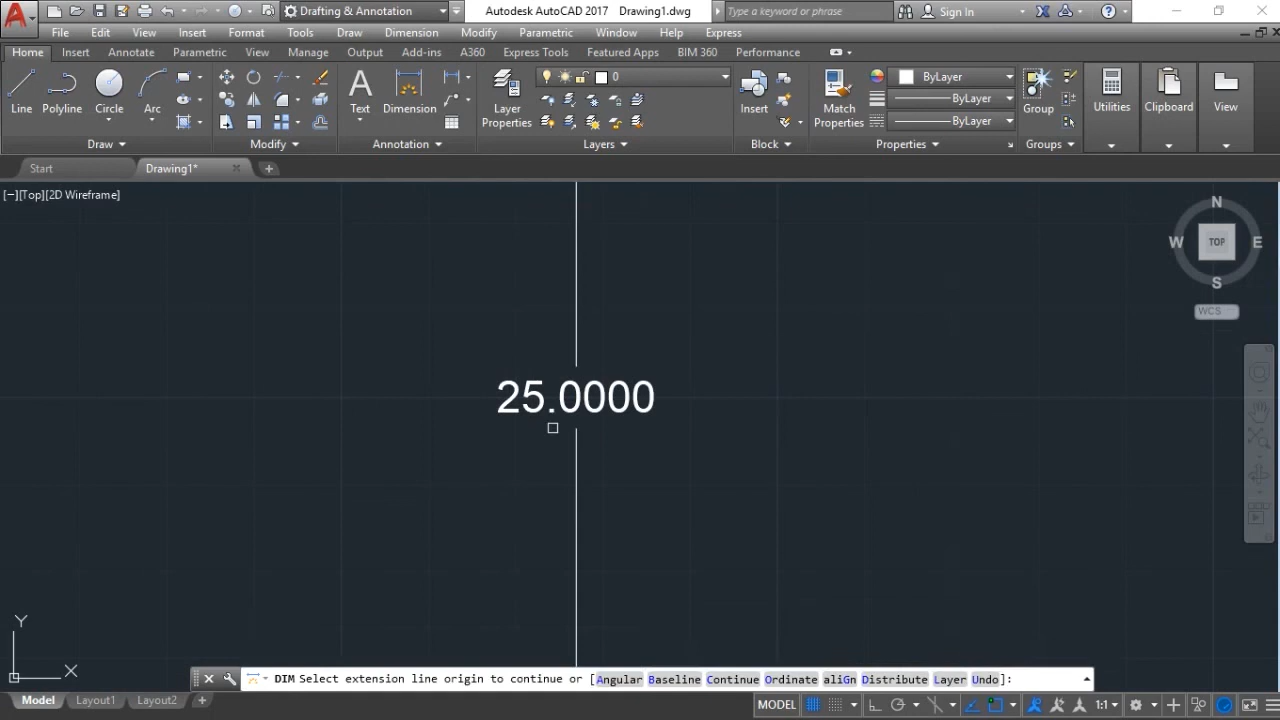 A Drafting & Annotation Autodesk AutoCAD 2017 Drawing1.dwg Type a keyword or phrase Sign In
File Edit View Insert Format Tools Draw Dimension Modify Parametric Window Help Express
Home Insert Annotate Parametric View Manage Output Add-ins A360 Express Tools Featured Apps BIM 360 Performance
0 ByLayer
Line Polyline Circle Arc Text Dimension Layer Properties Insert Match Properties ByLayer Group Utilities Clipboard View
ByLayer
Draw Modify Annotation Layers Block Properties Groups
Start Drawing1*
[−][Top][2D Wireframe]
N
W TOP E
S
WCS
25.0000
Y
X
DIM Select extension line origin to continue or [Angular Baseline Continue Ordinate aliGn Distribute Layer Undo]:
Model Layout1 Layout2 MODEL 1:1